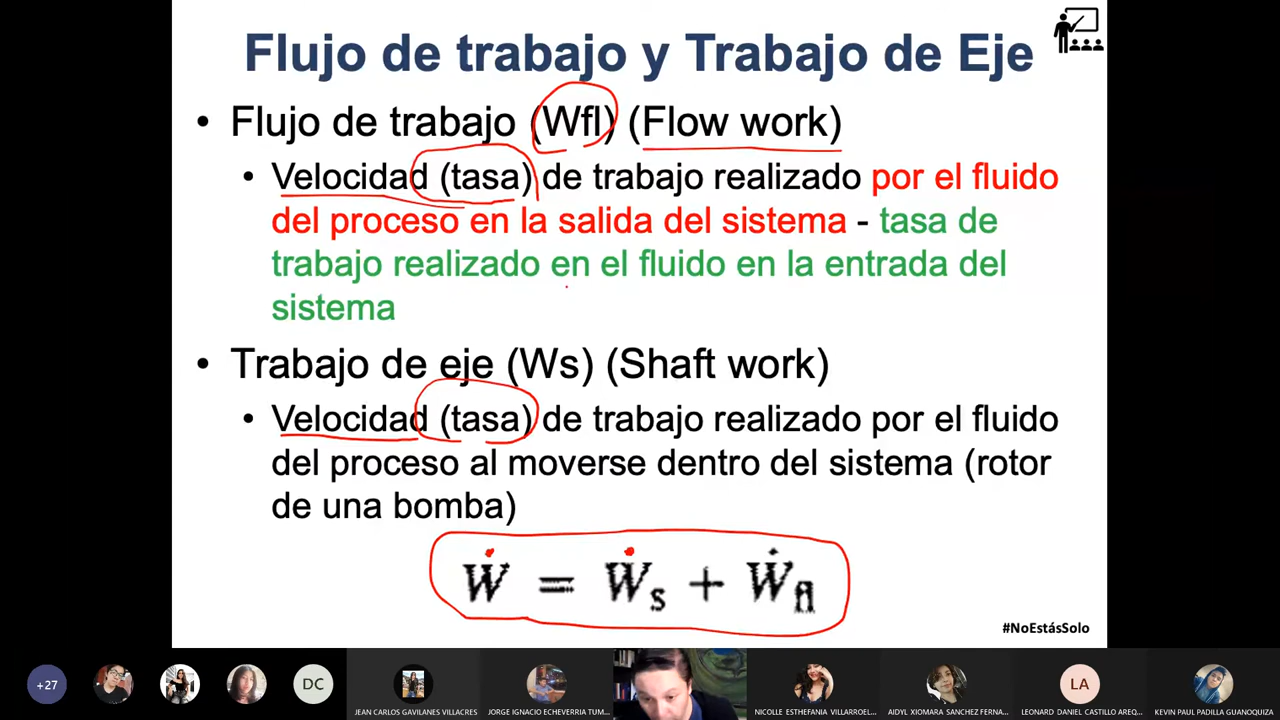 Flujo de trabajo y Trabajo de Eje
• Flujo de trabajo (Wfl) (Flow work)
• Velocidad (tasa) de trabajo realizado por el fluido
del proceso en la salida del sistema - tasa de
trabajo realizado en el fluido en la entrada del
sistema
• Trabajo de eje (Ws) (Shaft work)
• Velocidad (tasa) de trabajo realizado por el fluido
del proceso al moverse dentro del sistema (rotor
de una bomba)
Ẇ = Ẇs + Ẇfl
#NoEstásSolo
+27
DC
LA
JEAN CARLOS GAVILANES VILLACRES
JORGE IGNACIO ECHEVERRIA TUM...
NICOLLE ESTHEFANIA VILLARROEL...
AIDYL XIOMARA SANCHEZ FERNA...
LEONARD DANIEL CASTILLO AREQ...
KEVIN PAUL PADILLA GUANOQUIZA